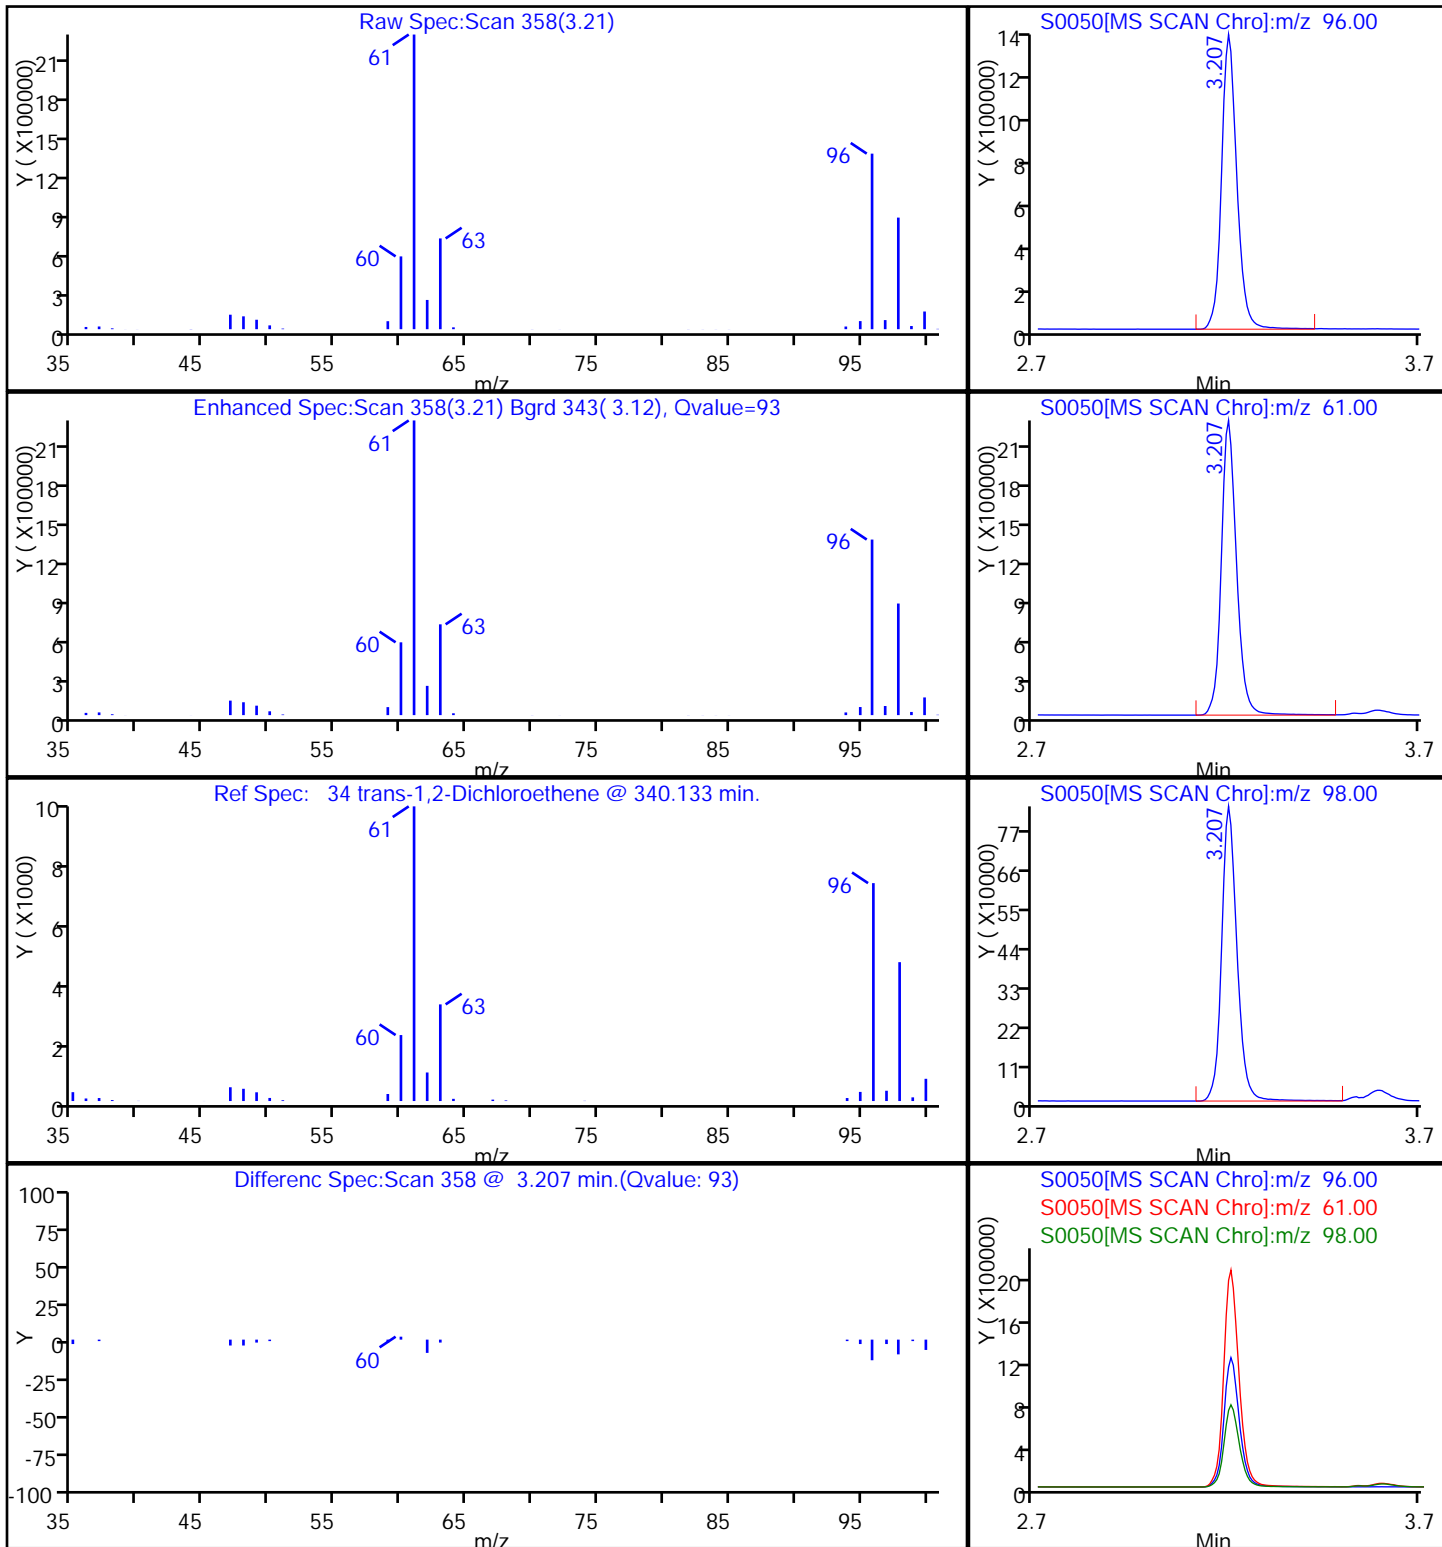 Raw Spec:Scan 358(3.21)
Y ( X100000)
21
18
15
12
9
6
3
0
61
60
63
96
35 45 55 65 75 85 95
m/z
S0050[MS SCAN Chro]:m/z 96.00
Y ( X100000)
14
12
10
8
6
4
2
0
3.207
2.7 3.7
Min
Enhanced Spec:Scan 358(3.21) Bgrd 343( 3.12), Qvalue=93
Y ( X100000)
21
18
15
12
9
6
3
0
61
60
63
96
35 45 55 65 75 85 95
m/z
S0050[MS SCAN Chro]:m/z 61.00
Y ( X100000)
21
18
15
12
9
6
3
0
3.207
2.7 3.7
Min
Ref Spec: 34 trans-1,2-Dichloroethene @ 340.133 min.
Y ( X1000)
10
8
6
4
2
0
61
60
63
96
35 45 55 65 75 85 95
m/z
S0050[MS SCAN Chro]:m/z 98.00
Y ( X10000)
77
66
55
44
33
22
11
0
3.207
2.7 3.7
Min
Differenc Spec:Scan 358 @ 3.207 min.(Qvalue: 93)
Y
100
75
50
25
0
-25
-50
-75
-100
60
35 45 55 65 75 85 95
m/z
S0050[MS SCAN Chro]:m/z 96.00
S0050[MS SCAN Chro]:m/z 61.00
S0050[MS SCAN Chro]:m/z 98.00
Y ( X100000)
20
16
12
8
4
0
2.7 3.7
Min